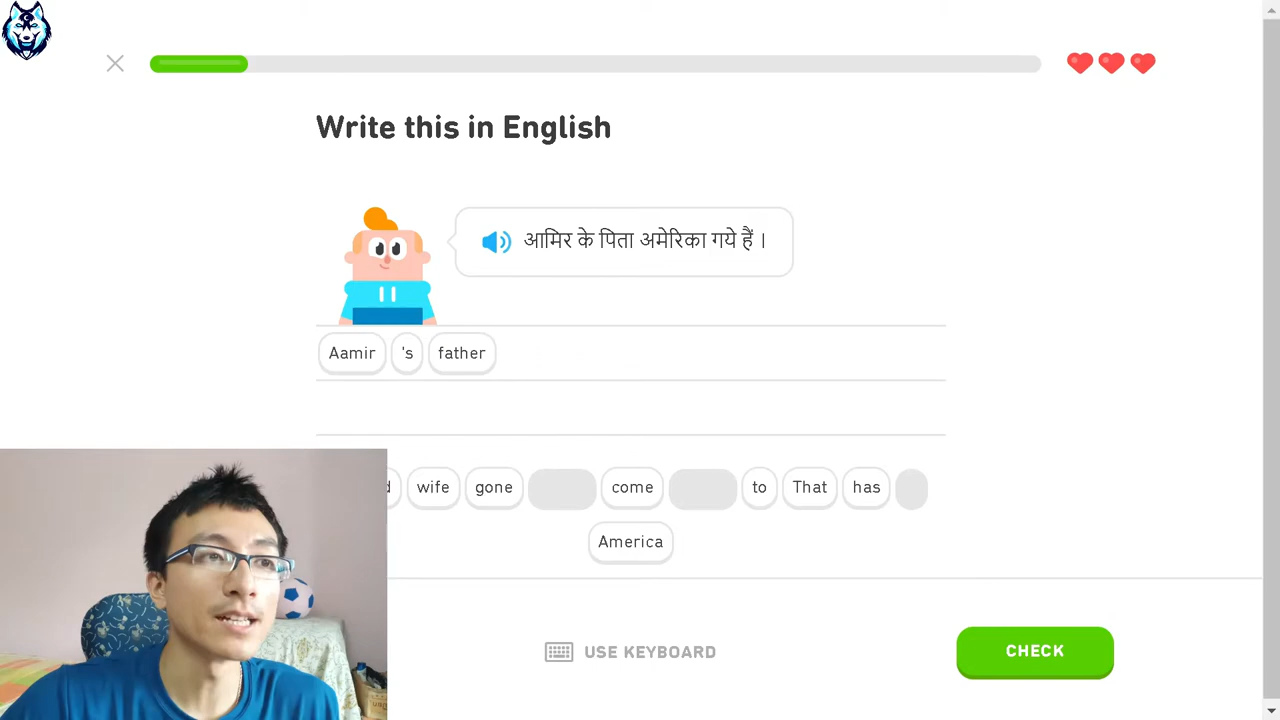 Write this in English
आमिर के पिता अमेरिका गये हैं ।
Aamir 's father
wife gone come to That has
America
USE KEYBOARD CHECK